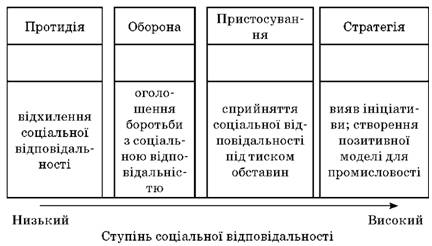 Протидія
Оборона
Пристосуван-
ня
Стратегія
відхилення
соціальної
відповідаль-
ності
оголо-
шення
боротьби
з соціаль-
ною відпо-
відальніс-
тю
сприйняття
соціальної від-
повідальності
під тиском
обставин
вияв ініціати-
ви; створення
позитивної
моделі для
промисловості
Низький
Високий
Ступінь соціальної відповідальності